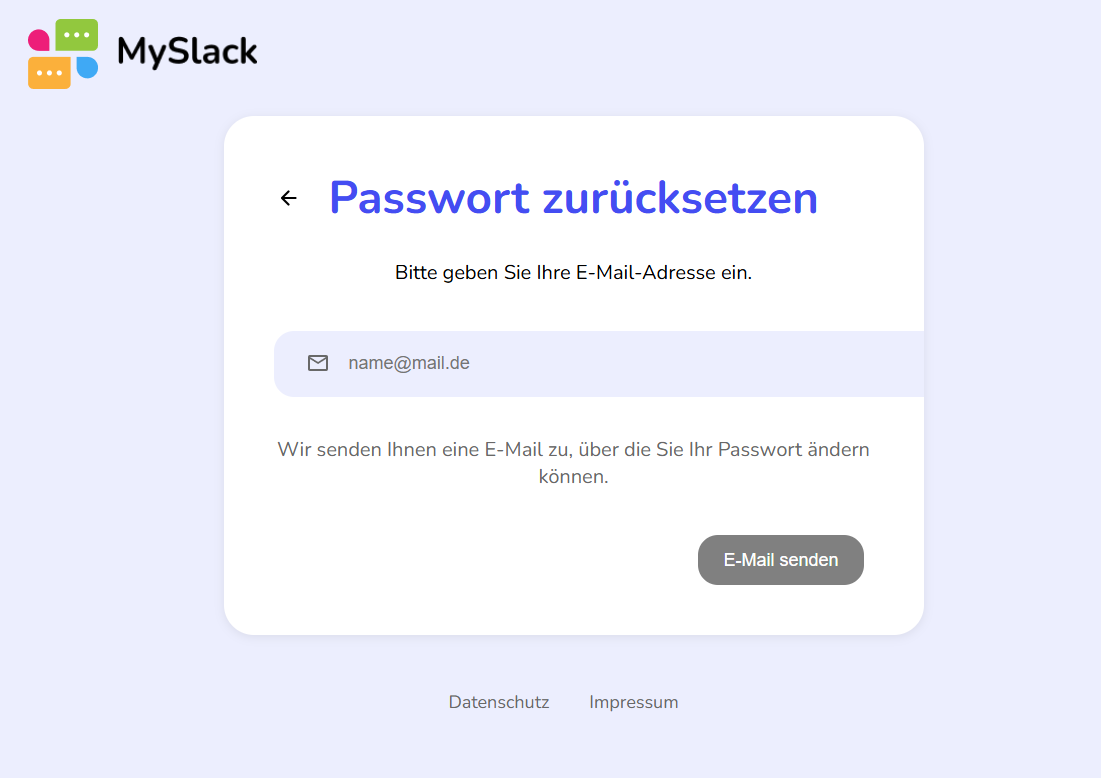 MySlack
Passwort zurücksetzen
Bitte geben Sie Ihre E-Mail-Adresse ein.
name@mail.de
Wir senden Ihnen eine E-Mail zu, über die Sie Ihr Passwort ändern
können.
E-Mail senden
Datenschutz Impressum